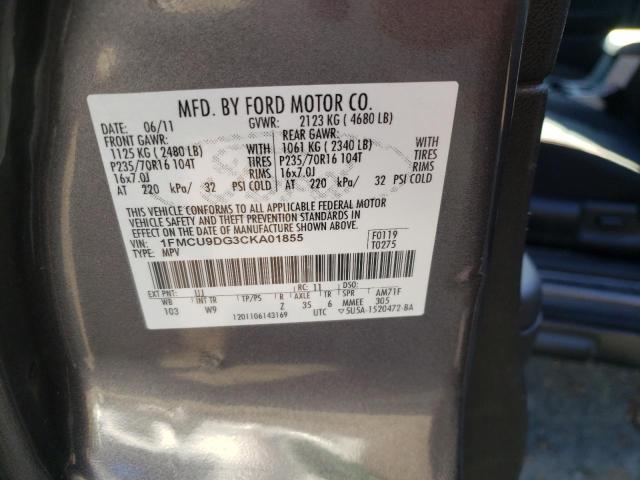 MFD. BY FORD MOTOR CO.
DATE: 06/11 GVWR: 2123 KG ( 4680 LB)
FRONT GAWR: REAR GAWR:
1125 KG ( 2480 LB) WITH 1061 KG ( 2340 LB) WITH
P235/70R16 104T TIRES P235/70R16 104T TIRES
16x7.0J RIMS 16x7.0J RIMS
AT 220 kPa/ 32 PSI COLD AT 220 kPa/ 32 PSI COLD
THIS VEHICLE CONFORMS TO ALL APPLICABLE FEDERAL MOTOR
VEHICLE SAFETY AND THEFT PREVENTION STANDARDS IN
EFFECT ON THE DATE OF MANUFACTURE SHOWN ABOVE.
1FMCU9DG3CKA01855 F0119
TYPE: MPV T0275
EXT PNT: UJ RC: 11 DSO:
WB TP/PS R AXLE TR SPR AM71F
103 W9 Z 35 6 MMEE 305
1201106143169 UTC 5U5A-1520472-BA